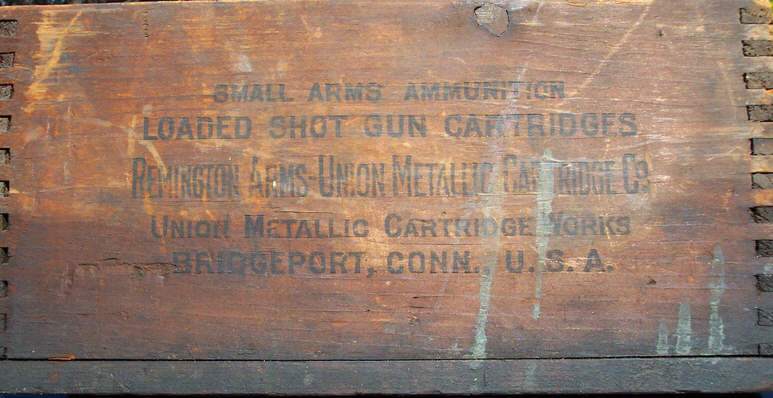 SMALL ARMS AMMUNITION
LOADED SHOT GUN CARTRIDGES
REMINGTON ARMS-UNION METALLIC CARTRIDGE CO.
UNION METALLIC CARTRIDGE WORKS
BRIDGEPORT, CONN., U.S.A.